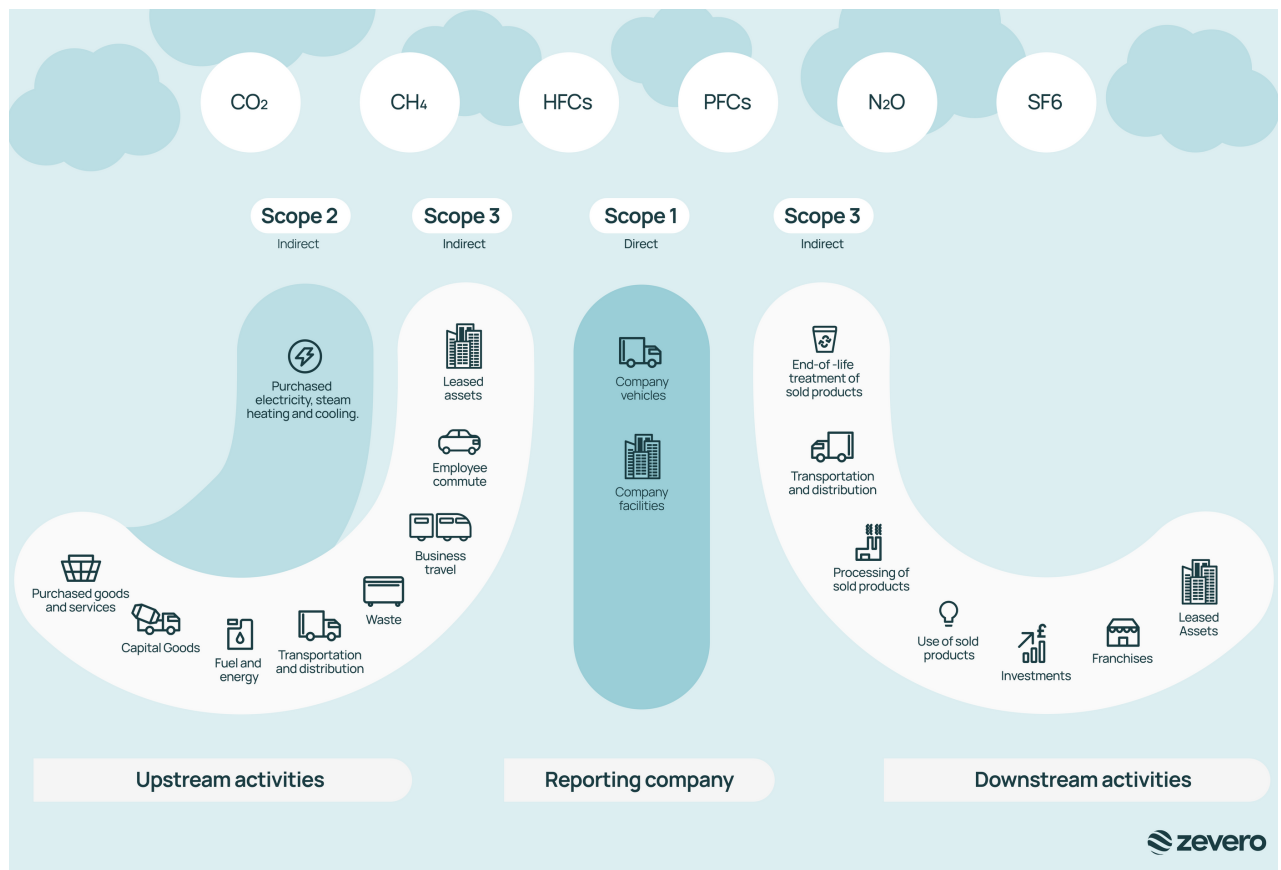 CO₂
CH₄
HFCs
PFCs
N₂O
SF6
Scope 2
Indirect
Scope 3
Indirect
Scope 1
Direct
Scope 3
Indirect
Purchased
electricity, steam
heating and cooling.
Purchased goods
and services
Capital Goods
Fuel and
energy
Transportation
and distribution
Waste
Business
travel
Employee
commute
Leased
assets
Company
vehicles
Company
facilities
End-of -life
treatment of
sold products
Transportation
and distribution
Processing of
sold products
Use of sold
products
£
Investments
Franchises
Leased
Assets
Upstream activities
Reporting company
Downstream activities
zevero